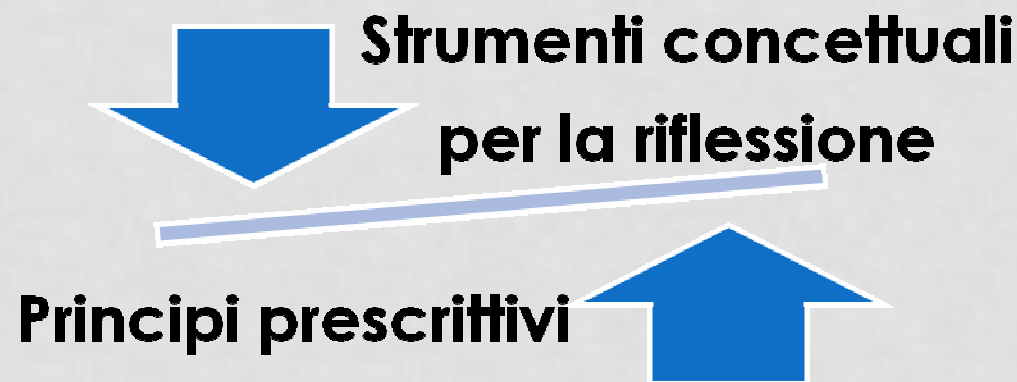 Strumenti concettuali
per la riflessione
Principi prescrittivi